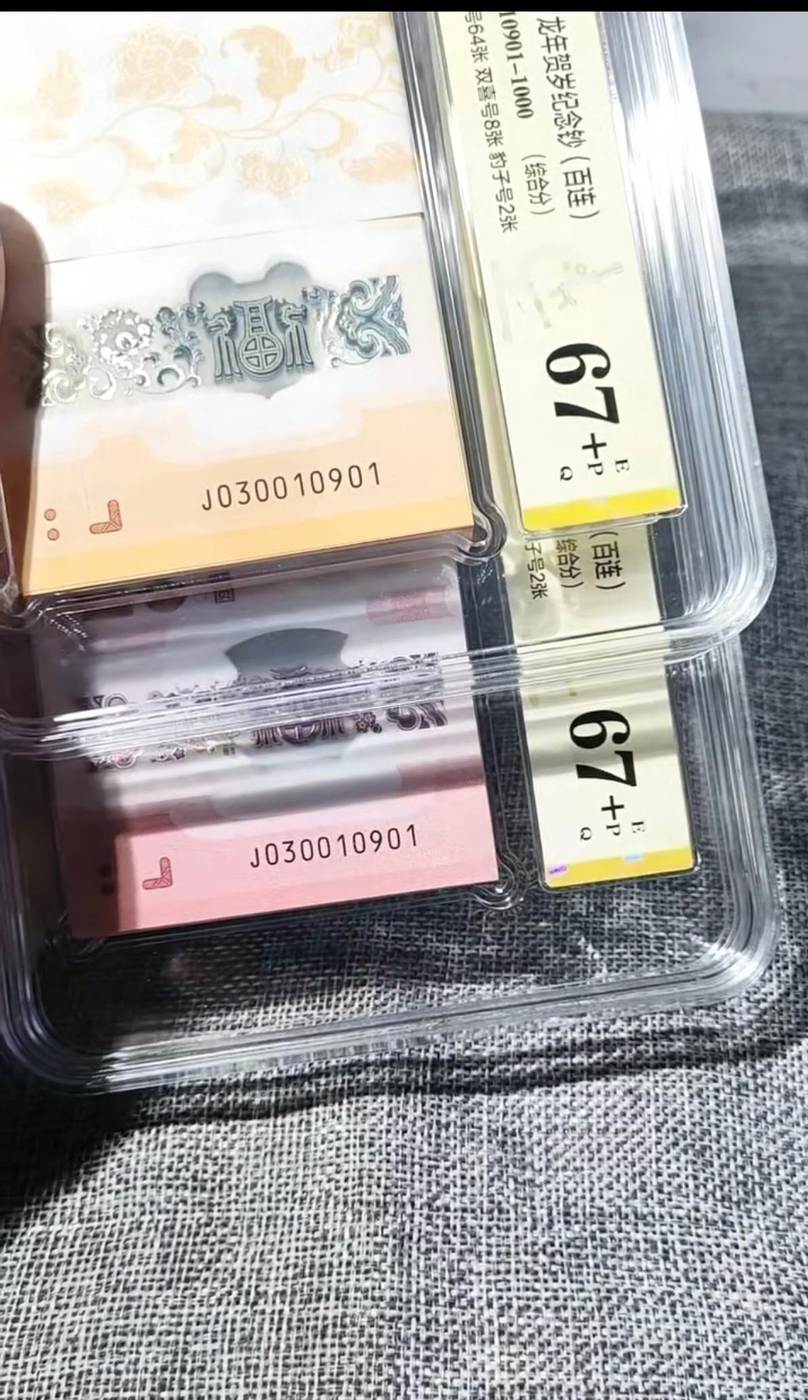 龙年贺岁纪念钞（百连）
10901-1000 （综合分）
号64张 双喜号8张 豹子号2张
67+
E
P
Q
J030010901
（百连）
综合分）
子号2张
67+
E
P
Q
J030010901